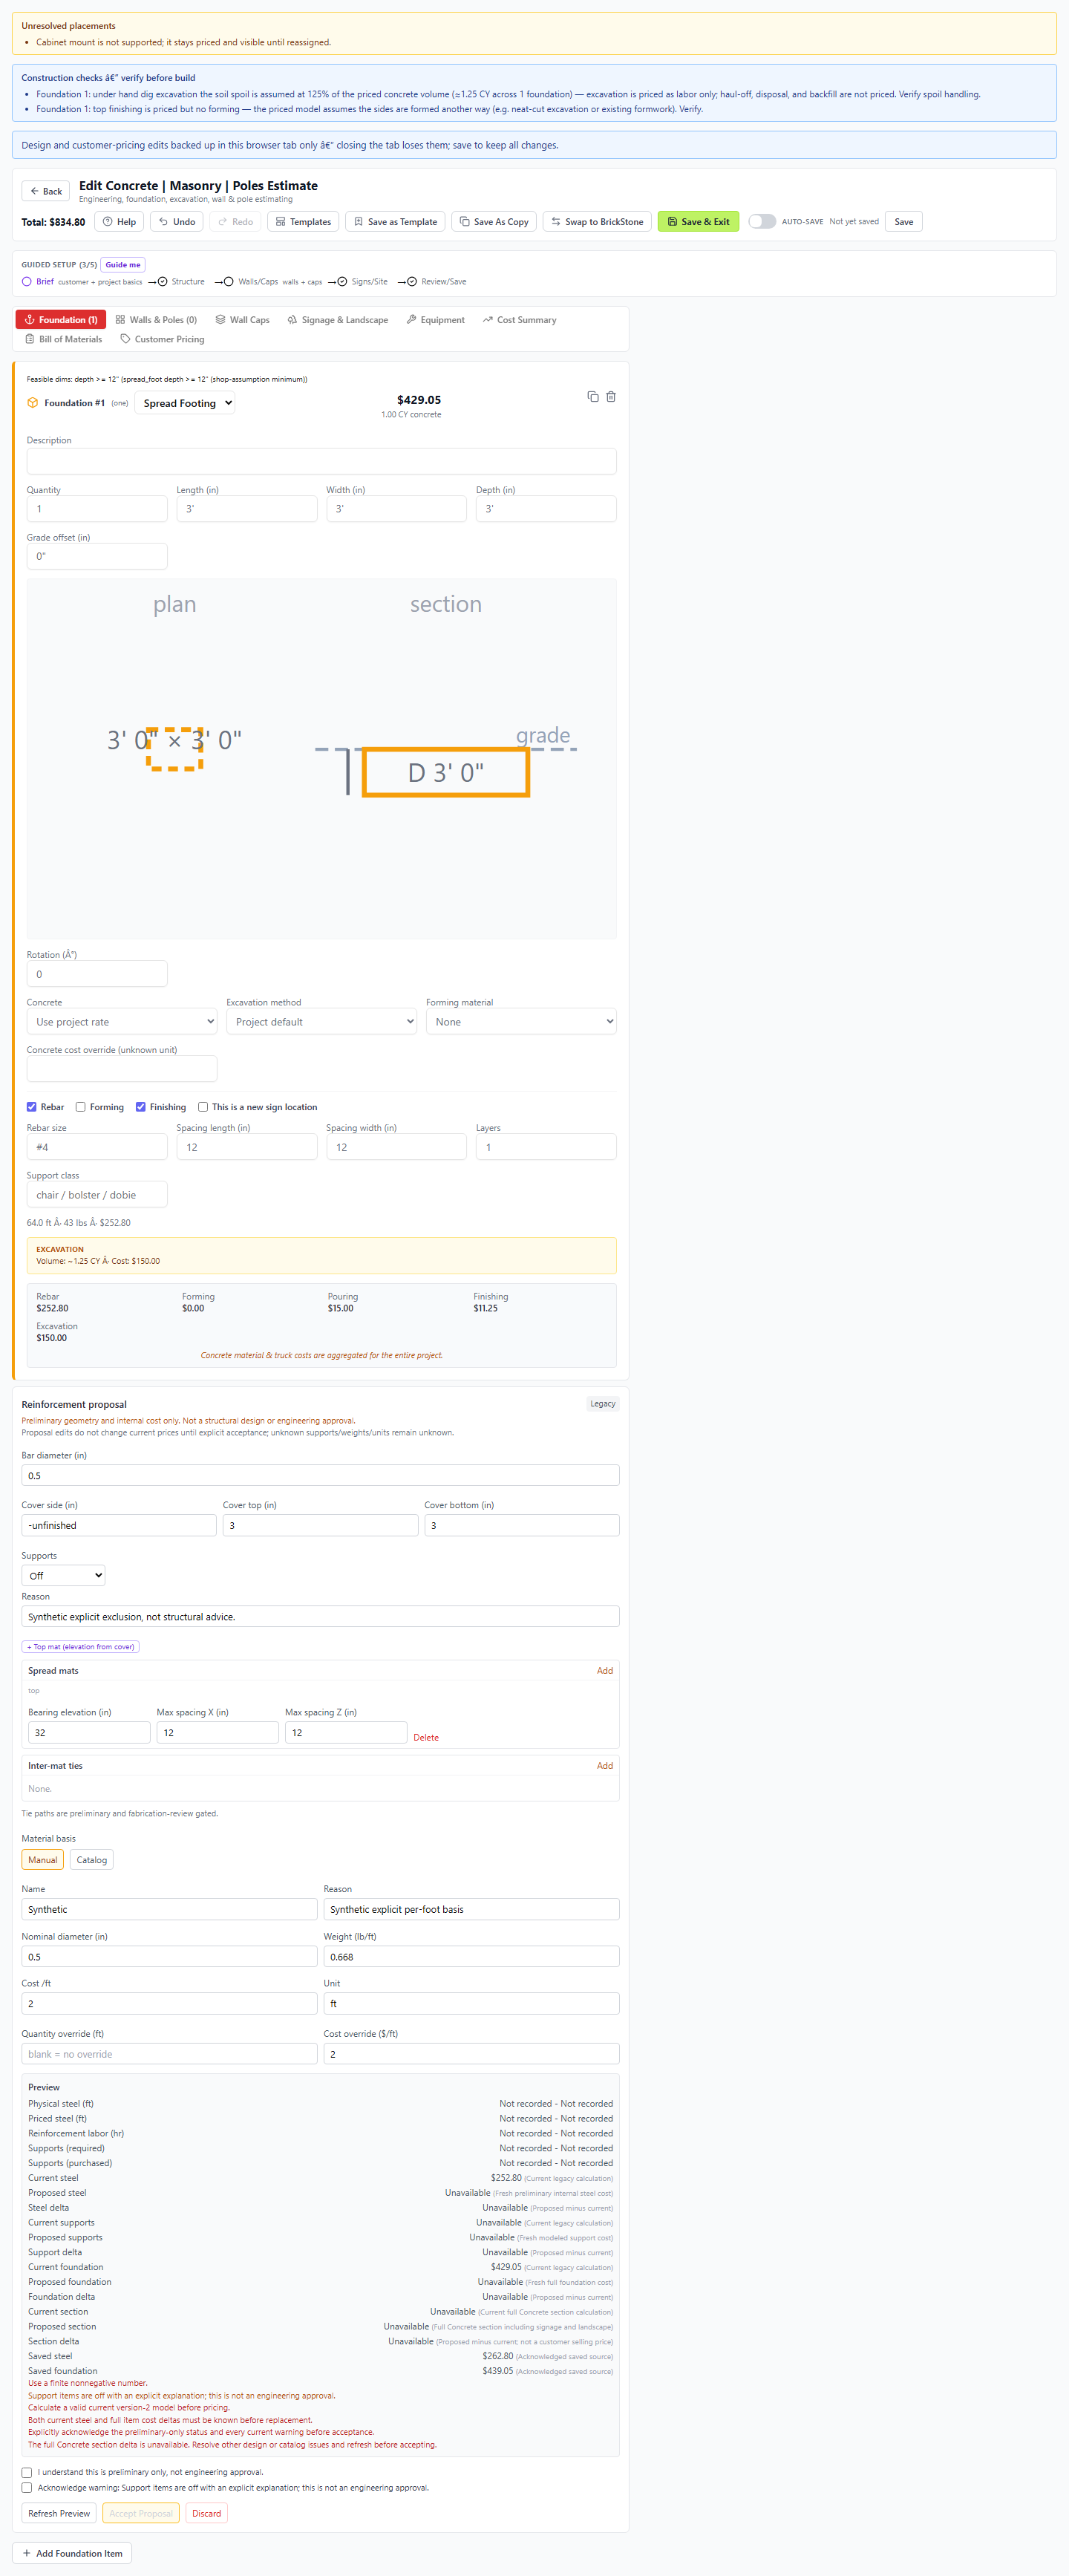 Unresolved placements
• Cabinet mount is not supported; it stays priced and visible until reassigned.
Construction checks â€" verify before build
• Foundation 1: under hand dig excavation the soil spoil is assumed at 125% of the priced concrete volume (≈1.25 CY across 1 foundation) — excavation is priced as labor only; haul-off, disposal, and backfill are not priced. Verify spoil handling.
• Foundation 1: top finishing is priced but no forming — the priced model assumes the sides are formed another way (e.g. neat-cut excavation or existing formwork). Verify.
Design and customer-pricing edits backed up in this browser tab only â€" closing the tab loses them; save to keep all changes.
← Back
Edit Concrete | Masonry | Poles Estimate
Engineering, foundation, excavation, wall & pole estimating
Total: $834.80 Help Undo Redo Templates Save as Template Save As Copy Swap to BrickStone Save & Exit AUTO-SAVE Not yet saved Save
GUIDED SETUP (3/5) Guide me
Brief customer + project basics → Structure → Walls/Caps walls + caps → Signs/Site → Review/Save
Foundation (1) Walls & Poles (0) Wall Caps Signage & Landscape Equipment Cost Summary
Bill of Materials Customer Pricing
Feasible dims: depth >= 12" (spread_foot depth >= 12" (shop-assumption minimum))
Foundation #1 (one) Spread Footing $429.05
1.00 CY concrete
Description
Quantity Length (in) Width (in) Depth (in)
1 3' 3' 3'
Grade offset (in)
0"
plan section
3' 0" × 3' 0" grade
D 3' 0"
Rotation (Â°)
0
Concrete Excavation method Forming material
Use project rate Project default None
Concrete cost override (unknown unit)
Rebar Forming Finishing This is a new sign location
Rebar size Spacing length (in) Spacing width (in) Layers
#4 12 12 1
Support class
chair / bolster / dobie
64.0 ft Â· 43 lbs Â· $252.80
EXCAVATION
Volume: ~1.25 CY Â· Cost: $150.00
Rebar Forming Pouring Finishing
$252.80 $0.00 $15.00 $11.25
Excavation
$150.00
Concrete material & truck costs are aggregated for the entire project.
Reinforcement proposal Legacy
Preliminary geometry and internal cost only. Not a structural design or engineering approval.
Proposal edits do not change current prices until explicit acceptance; unknown supports/weights/units remain unknown.
Bar diameter (in)
0.5
Cover side (in) Cover top (in) Cover bottom (in)
-unfinished 3 3
Supports
Off
Reason
Synthetic explicit exclusion, not structural advice.
+ Top mat (elevation from cover)
Spread mats Add
top
Bearing elevation (in) Max spacing X (in) Max spacing Z (in)
32 12 12 Delete
Inter-mat ties Add
None.
Tie paths are preliminary and fabrication-review gated.
Material basis
Manual Catalog
Name Reason
Synthetic Synthetic explicit per-foot basis
Nominal diameter (in) Weight (lb/ft)
0.5 0.668
Cost /ft Unit
2 ft
Quantity override (ft) Cost override ($/ft)
blank = no override 2
Preview
Physical steel (ft) Not recorded - Not recorded
Priced steel (ft) Not recorded - Not recorded
Reinforcement labor (hr) Not recorded - Not recorded
Supports (required) Not recorded - Not recorded
Supports (purchased) Not recorded - Not recorded
Current steel $252.80 (Current legacy calculation)
Proposed steel Unavailable (Fresh preliminary internal steel cost)
Steel delta Unavailable (Proposed minus current)
Current supports Unavailable (Current legacy calculation)
Proposed supports Unavailable (Fresh modeled support cost)
Support delta Unavailable (Proposed minus current)
Current foundation $429.05 (Current legacy calculation)
Proposed foundation Unavailable (Fresh full foundation cost)
Foundation delta Unavailable (Proposed minus current)
Current section Unavailable (Current full Concrete section calculation)
Proposed section Unavailable (Full Concrete section including signage and landscape)
Section delta Unavailable (Proposed minus current; not a customer selling price)
Saved steel $262.80 (Acknowledged saved source)
Saved foundation $439.05 (Acknowledged saved source)
Use a finite nonnegative number.
Support items are off with an explicit explanation; this is not an engineering approval.
Calculate a valid current version-2 model before pricing.
Both current steel and full item cost deltas must be known before replacement.
Explicitly acknowledge the preliminary-only status and every current warning before acceptance.
The full Concrete section delta is unavailable. Resolve other design or catalog issues and refresh before accepting.
I understand this is preliminary only, not engineering approval.
Acknowledge warning: Support items are off with an explicit explanation; this is not an engineering approval.
Refresh Preview Accept Proposal Discard
+ Add Foundation Item